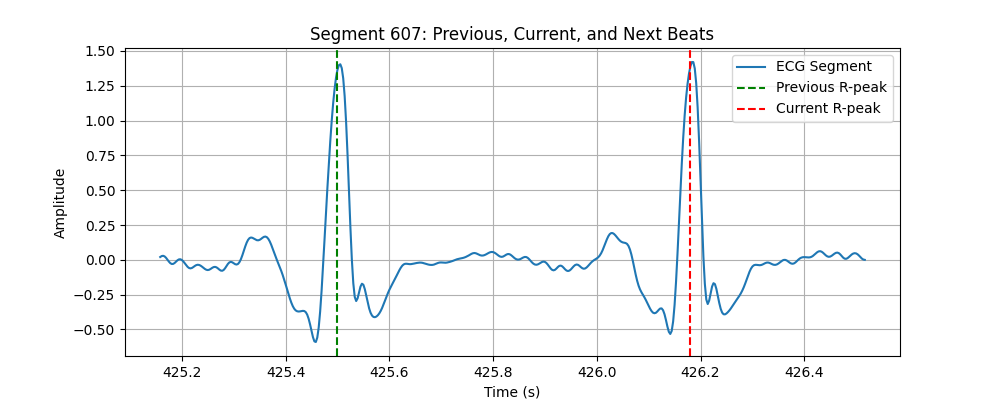 Segment 607: Previous, Current, and Next Beats
1.50
1.25
1.00
0.75
0.50
0.25
0.00
−0.25
−0.50
Amplitude
ECG Segment
Previous R-peak
Current R-peak
425.2 425.4 425.6 425.8 426.0 426.2 426.4
Time (s)